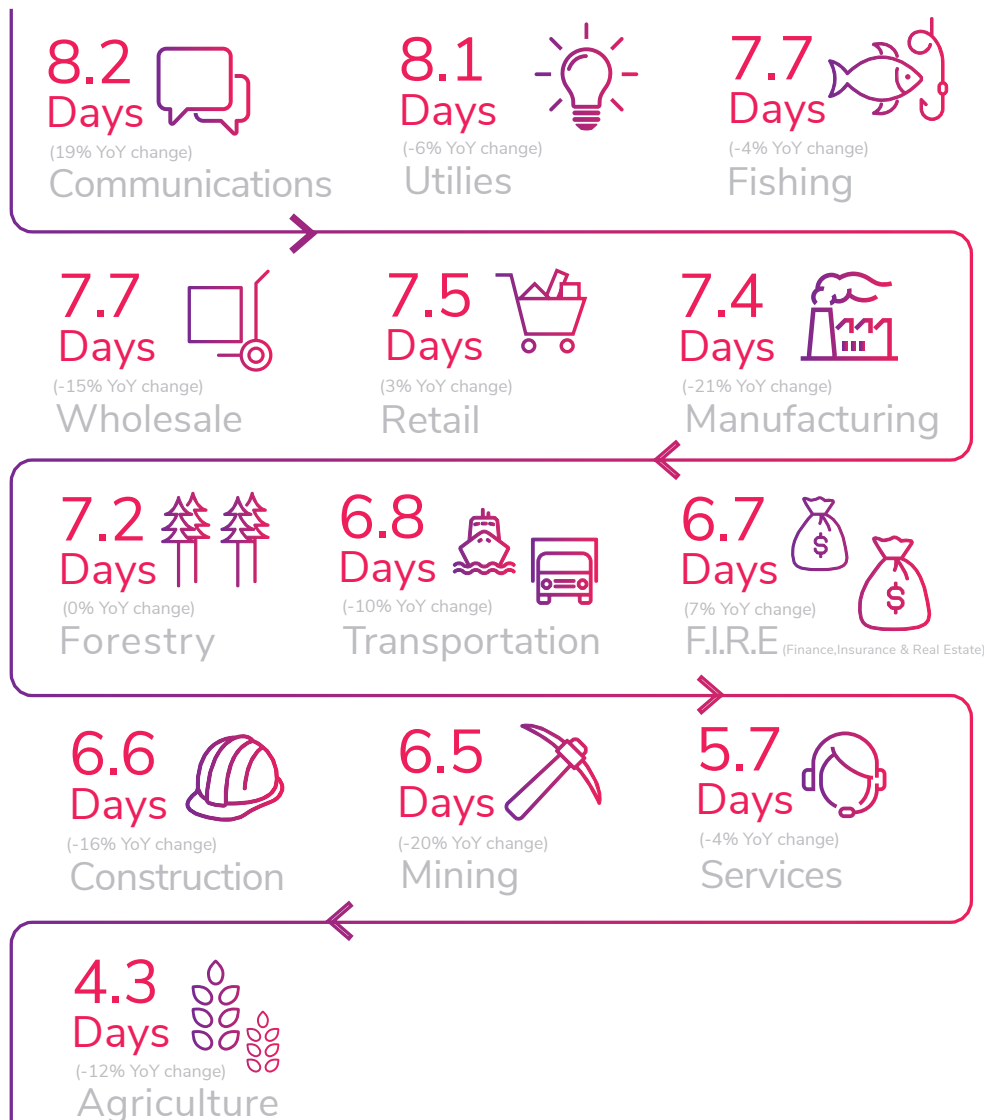 8.2
Days
(19% YoY change)
Communications
8.1
Days
(-6% YoY change)
Utilies
7.7
Days
(-4% YoY change)
Fishing
7.7
Days
(-15% YoY change)
Wholesale
7.5
Days
(3% YoY change)
Retail
7.4
Days
(-21% YoY change)
Manufacturing
7.2
Days
(0% YoY change)
Forestry
6.8
Days
(-10% YoY change)
Transportation
6.7
Days
(7% YoY change)
F.I.R.E (Finance,Insurance & Real Estate)
$
$
6.6
Days
(-16% YoY change)
Construction
6.5
Days
(-20% YoY change)
Mining
5.7
Days
(-4% YoY change)
Services
4.3
Days
(-12% YoY change)
Agriculture